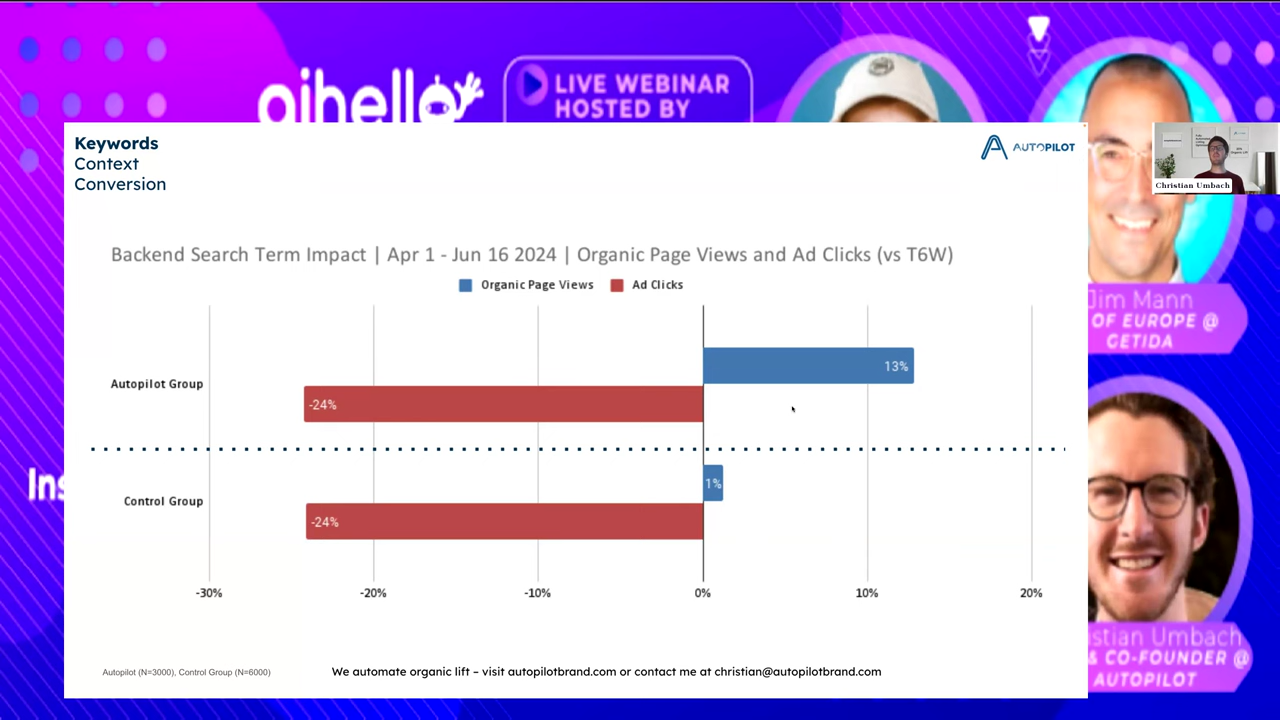 aihello
LIVE WEBINAR
HOSTED BY
Keywords
Context
Conversion
AUTOPILOT
Christian Umbach
Backend Search Term Impact | Apr 1 - Jun 16 2024 | Organic Page Views and Ad Clicks (vs T6W)
Organic Page Views
Ad Clicks
Jim Mann
OF EUROPE @
GETIDA
Autopilot Group
13%
-24%
Control Group
1%
-24%
Ins
-30%
-20%
-10%
0%
10%
20%
stian Umbach
& CO-FOUNDER @
AUTOPILOT
Autopilot (N=3000), Control Group (N=6000)
We automate organic lift – visit autopilotbrand.com or contact me at christian@autopilotbrand.com